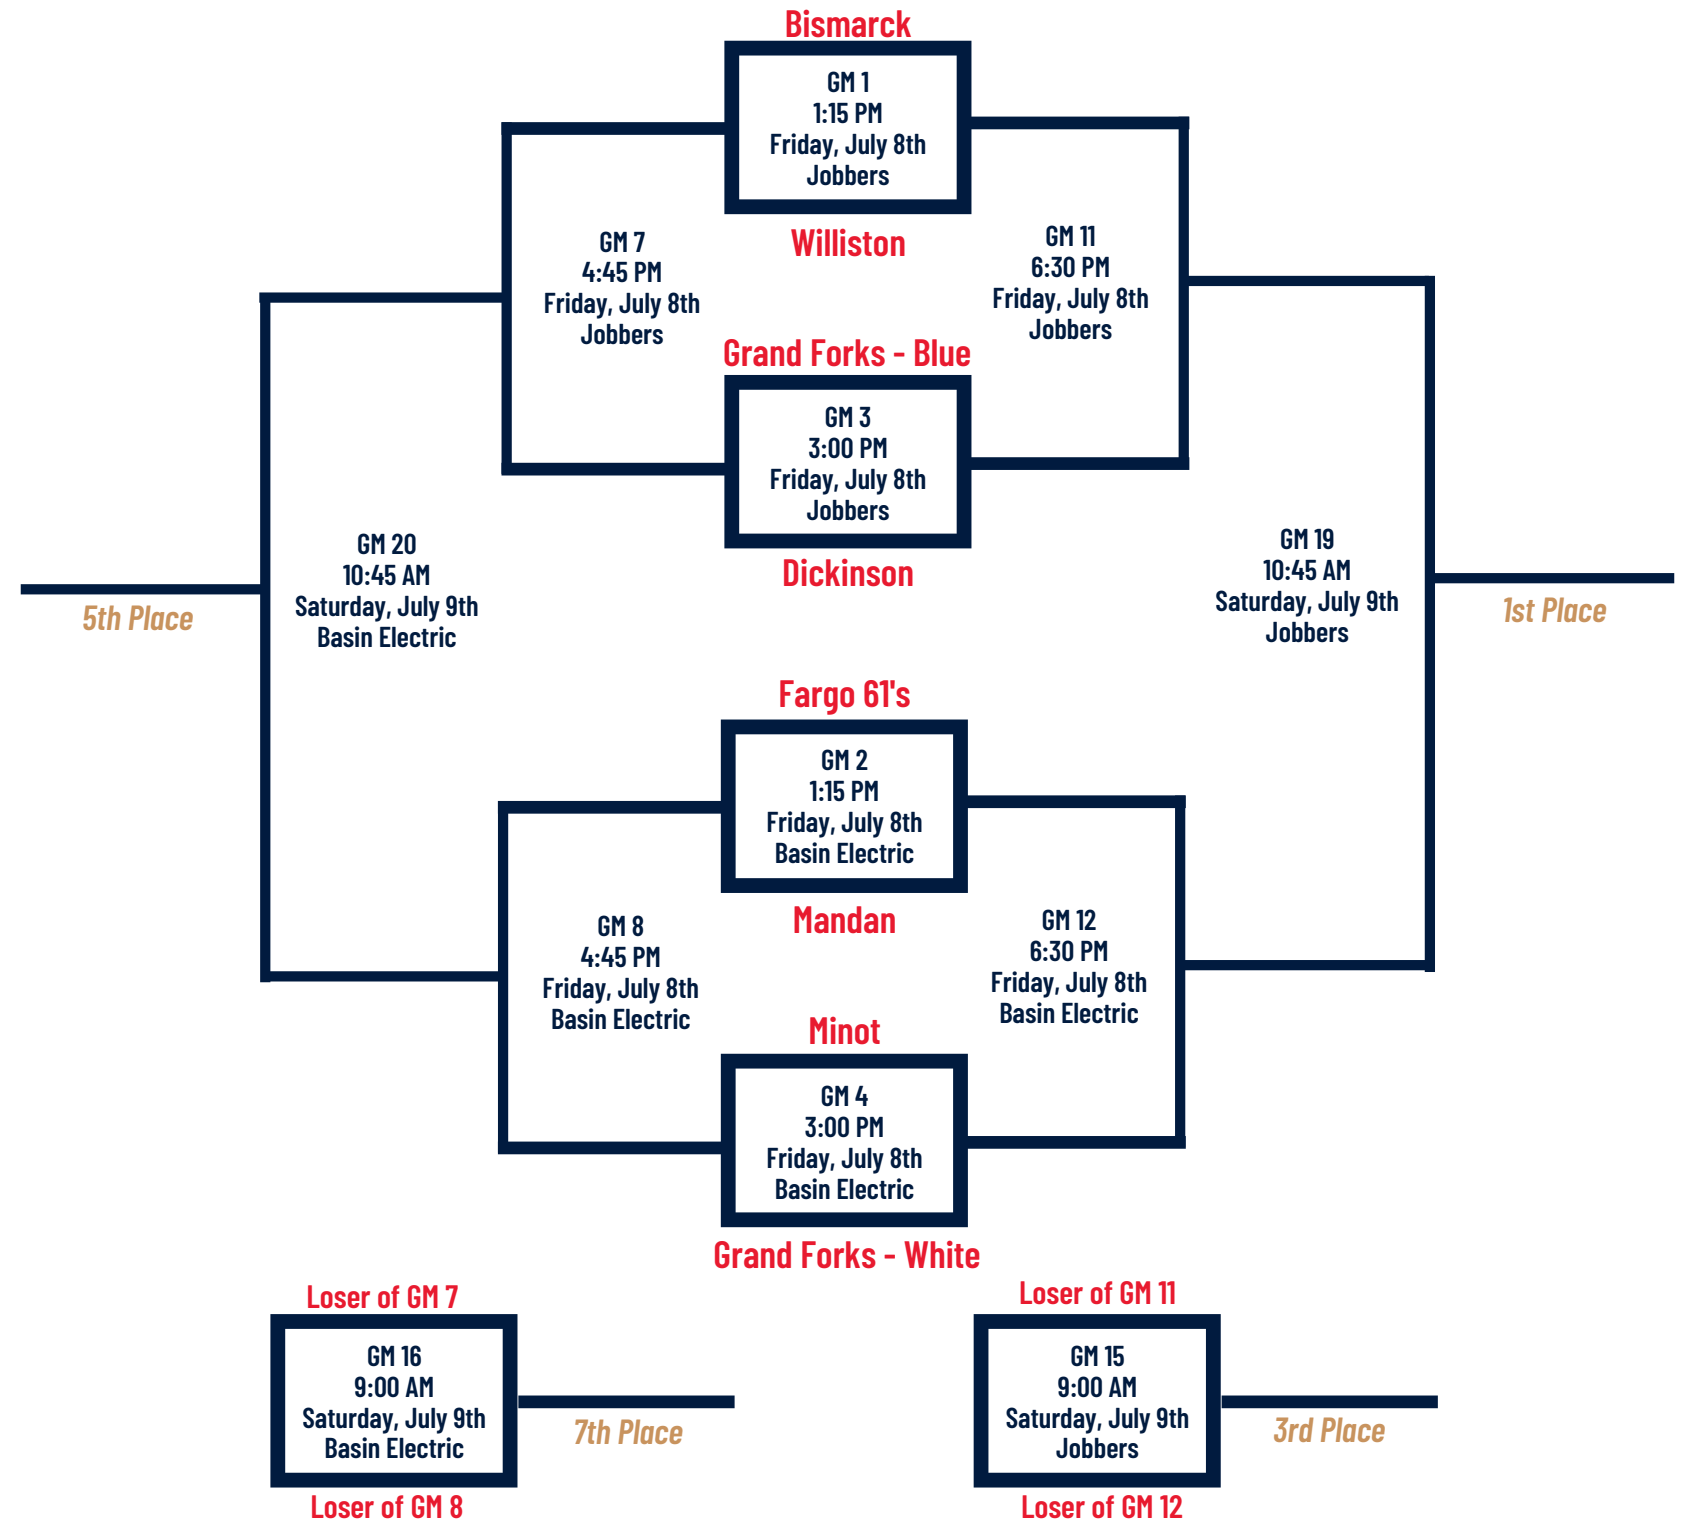 Bismarck
GM 1
1:15 PM
Friday, July 8th
Jobbers
Williston
GM 7
4:45 PM
Friday, July 8th
Jobbers
GM 11
6:30 PM
Friday, July 8th
Jobbers
Grand Forks - Blue
GM 3
3:00 PM
Friday, July 8th
Jobbers
Dickinson
GM 20
10:45 AM
Saturday, July 9th
Basin Electric
5th Place
GM 19
10:45 AM
Saturday, July 9th
Jobbers
1st Place
Fargo 61's
GM 2
1:15 PM
Friday, July 8th
Basin Electric
Mandan
GM 8
4:45 PM
Friday, July 8th
Basin Electric
GM 12
6:30 PM
Friday, July 8th
Basin Electric
Minot
GM 4
3:00 PM
Friday, July 8th
Basin Electric
Grand Forks - White
Loser of GM 7
GM 16
9:00 AM
Saturday, July 9th
Basin Electric
Loser of GM 8
7th Place
Loser of GM 11
GM 15
9:00 AM
Saturday, July 9th
Jobbers
Loser of GM 12
3rd Place